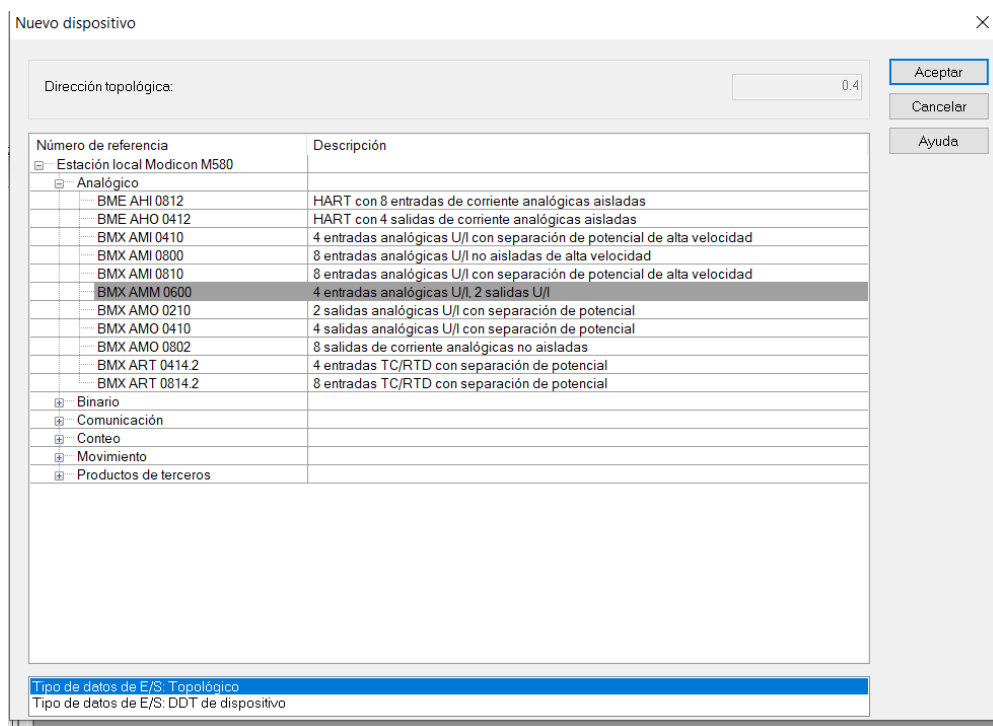 Nuevo dispositivo
Dirección topológica:
0.4
Aceptar
Cancelar
Ayuda
Número de referencia Descripción
Estación local Modicon M580
Analógico
BME AHI 0812 HART con 8 entradas de corriente analógicas aisladas
BME AHO 0412 HART con 4 salidas de corriente analógicas aisladas
BMX AMI 0410 4 entradas analógicas U/I con separación de potencial de alta velocidad
BMX AMI 0800 8 entradas analógicas U/I no aisladas de alta velocidad
BMX AMI 0810 8 entradas analógicas U/I con separación de potencial de alta velocidad
BMX AMM 0600 4 entradas analógicas U/I, 2 salidas U/I
BMX AMO 0210 2 salidas analógicas U/I con separación de potencial
BMX AMO 0410 4 salidas analógicas U/I con separación de potencial
BMX AMO 0802 8 salidas de corriente analógicas no aisladas
BMX ART 0414.2 4 entradas TC/RTD con separación de potencial
BMX ART 0814.2 8 entradas TC/RTD con separación de potencial
Binario
Comunicación
Conteo
Movimiento
Productos de terceros
Tipo de datos de E/S: Topológico
Tipo de datos de E/S: DDT de dispositivo